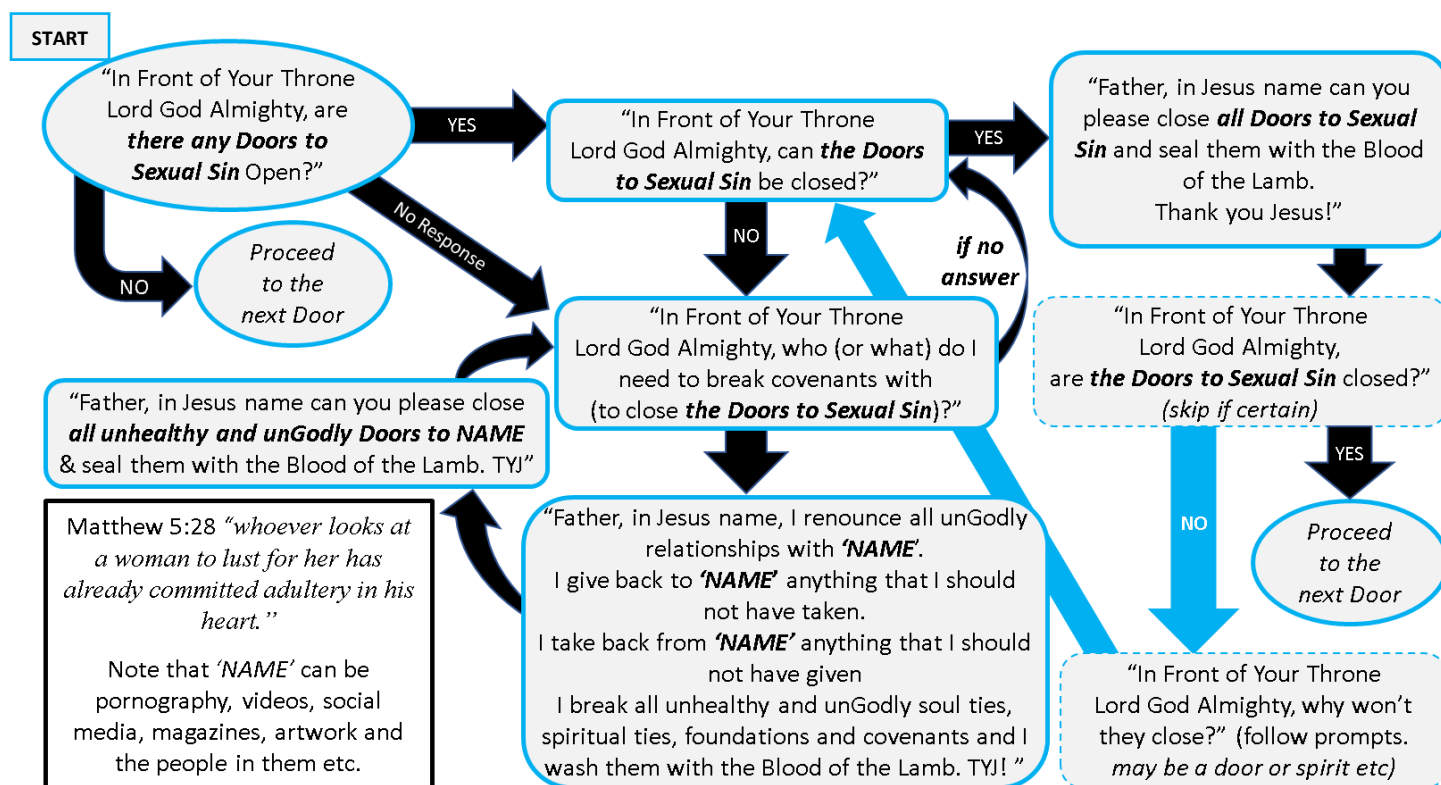 START
“In Front of Your Throne
Lord God Almighty, are
there any Doors to
Sexual Sin Open?”
YES
“In Front of Your Throne
Lord God Almighty, can the Doors
to Sexual Sin be closed?”
YES
“Father, in Jesus name can you
please close all Doors to Sexual
Sin and seal them with the Blood
of the Lamb.
Thank you Jesus!”
No Response
NO
Proceed
to the
next Door
NO
if no
answer
“In Front of Your Throne
Lord God Almighty, who (or what) do I
need to break covenants with
(to close the Doors to Sexual Sin)?”
“In Front of Your Throne
Lord God Almighty,
are the Doors to Sexual Sin closed?”
(skip if certain)
“Father, in Jesus name can you please close
all unhealthy and unGodly Doors to NAME
& seal them with the Blood of the Lamb. TYJ”
YES
NO
Proceed
to the
next Door
Matthew 5:28 “whoever looks at
a woman to lust for her has
already committed adultery in his
heart.”
Note that ‘NAME’ can be
pornography, videos, social
media, magazines, artwork and
the people in them etc.
“Father, in Jesus name, I renounce all unGodly
relationships with ‘NAME’.
I give back to ‘NAME’ anything that I should
not have taken.
I take back from ‘NAME’ anything that I should
not have given
I break all unhealthy and unGodly soul ties,
spiritual ties, foundations and covenants and I
wash them with the Blood of the Lamb. TYJ! ”
“In Front of Your Throne
Lord God Almighty, why won’t
they close?” (follow prompts.
may be a door or spirit etc)